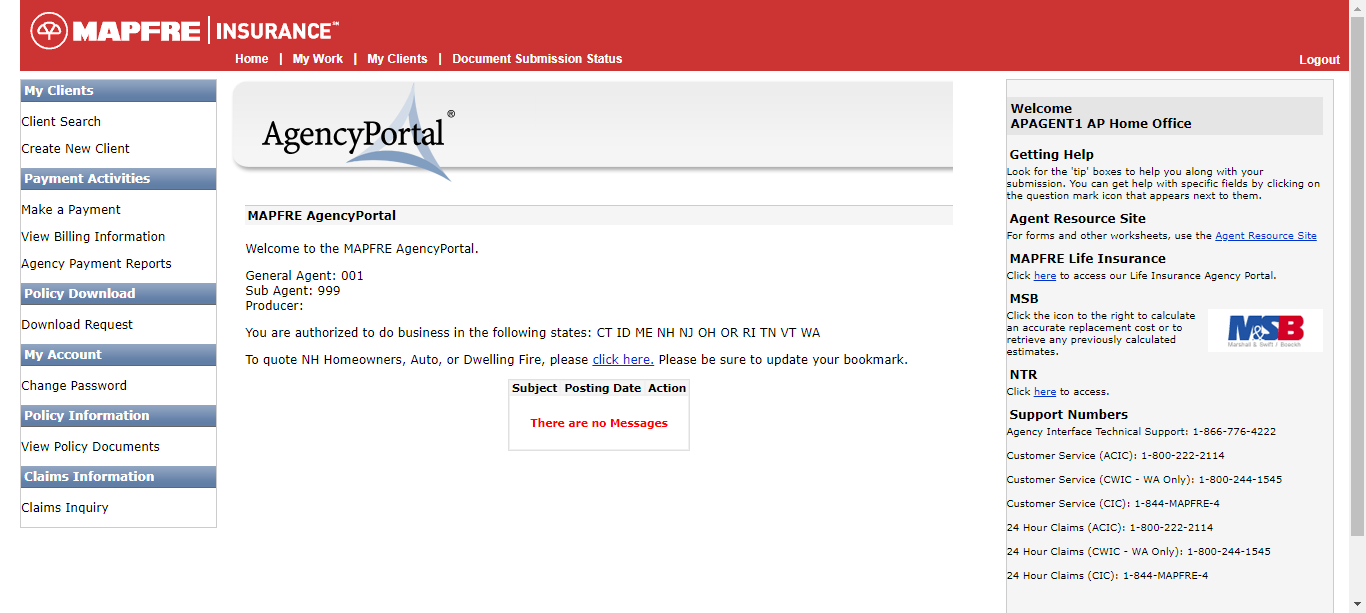 MAPFRE | INSURANCE℠
Home | My Work | My Clients | Document Submission Status
Logout
My Clients
Client Search
Create New Client
Payment Activities
Make a Payment
View Billing Information
Agency Payment Reports
Policy Download
Download Request
My Account
Change Password
Policy Information
View Policy Documents
Claims Information
Claims Inquiry
AgencyPortal®
MAPFRE AgencyPortal
Welcome to the MAPFRE AgencyPortal.
General Agent: 001
Sub Agent: 999
Producer:
You are authorized to do business in the following states: CT ID ME NH NJ OH OR RI TN VT WA
To quote NH Homeowners, Auto, or Dwelling Fire, please click here. Please be sure to update your bookmark.
Subject Posting Date Action
There are no Messages
Welcome
APAGENT1 AP Home Office
Getting Help
Look for the 'tip' boxes to help you along with your
submission. You can get help with specific fields by clicking on
the question mark icon that appears next to them.
Agent Resource Site
For forms and other worksheets, use the Agent Resource Site
MAPFRE Life Insurance
Click here to access our Life Insurance Agency Portal.
MSB
Click the icon to the right to calculate
an accurate replacement cost or to
retrieve any previously calculated
estimates.
M&SB
Marshall & Swift / Boeckh
NTR
Click here to access.
Support Numbers
Agency Interface Technical Support: 1-866-776-4222
Customer Service (ACIC): 1-800-222-2114
Customer Service (CWIC - WA Only): 1-800-244-1545
Customer Service (CIC): 1-844-MAPFRE-4
24 Hour Claims (ACIC): 1-800-222-2114
24 Hour Claims (CWIC - WA Only): 1-800-244-1545
24 Hour Claims (CIC): 1-844-MAPFRE-4